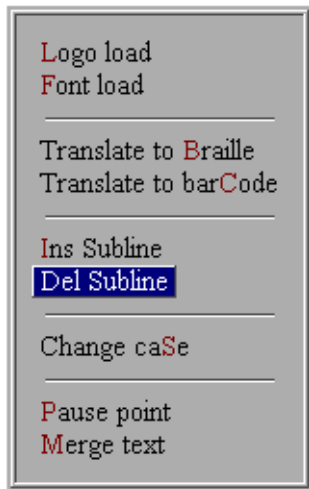 Logo load
Font load
Translate to Braille
Translate to barCode
Ins Subline
Del Subline
Change caSe
Pause point
Merge text